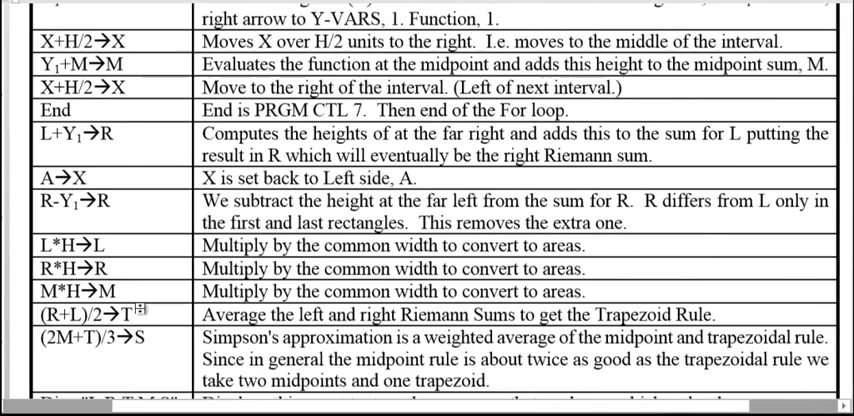 right arrow to Y-VARS, 1. Function, 1.
X+H/2→X Moves X over H/2 units to the right. I.e. moves to the middle of the interval.
Y₁+M→M Evaluates the function at the midpoint and adds this height to the midpoint sum, M.
X+H/2→X Move to the right of the interval. (Left of next interval.)
End End is PRGM CTL 7. Then end of the For loop.
L+Y₁→R Computes the heights of at the far right and adds this to the sum for L putting the
result in R which will eventually be the right Riemann sum.
A→X X is set back to Left side, A.
R-Y₁→R We subtract the height at the far left from the sum for R. R differs from L only in
the first and last rectangles. This removes the extra one.
L*H→L Multiply by the common width to convert to areas.
R*H→R Multiply by the common width to convert to areas.
M*H→M Multiply by the common width to convert to areas.
(R+L)/2→T Average the left and right Riemann Sums to get the Trapezoid Rule.
(2M+T)/3→S Simpson's approximation is a weighted average of the midpoint and trapezoidal rule.
Since in general the midpoint rule is about twice as good as the trapezoidal rule we
take two midpoints and one trapezoid.